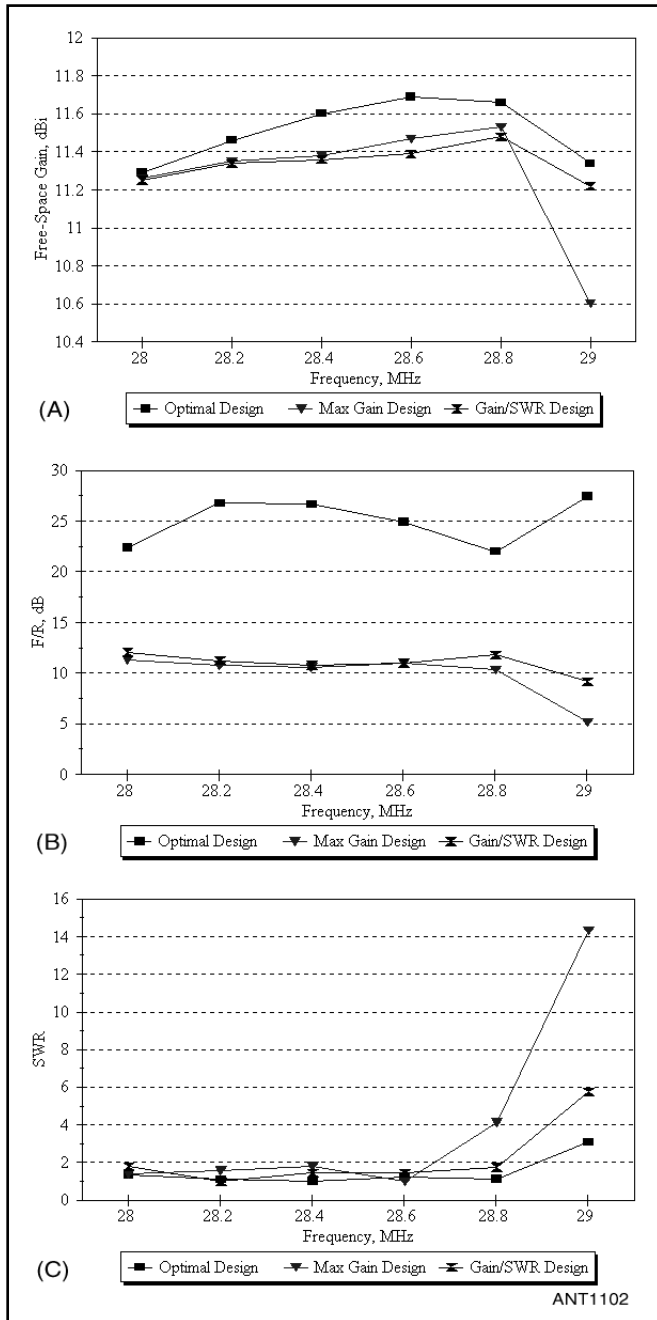 12
11.8
11.6
11.4
11.2
11
10.8
10.6
10.4
Free-Space Gain, dBi
28 28.2 28.4 28.6 28.8 29
Frequency, MHz
(A)
Optimal Design Max Gain Design Gain/SWR Design
30
25
20
15
10
5
0
F/R, dB
28 28.2 28.4 28.6 28.8 29
Frequency, MHz
(B)
Optimal Design Max Gain Design Gain/SWR Design
16
14
12
10
8
6
4
2
0
SWR
28 28.2 28.4 28.6 28.8 29
Frequency, MHz
(C)
Optimal Design Max Gain Design Gain/SWR Design
ANT1102